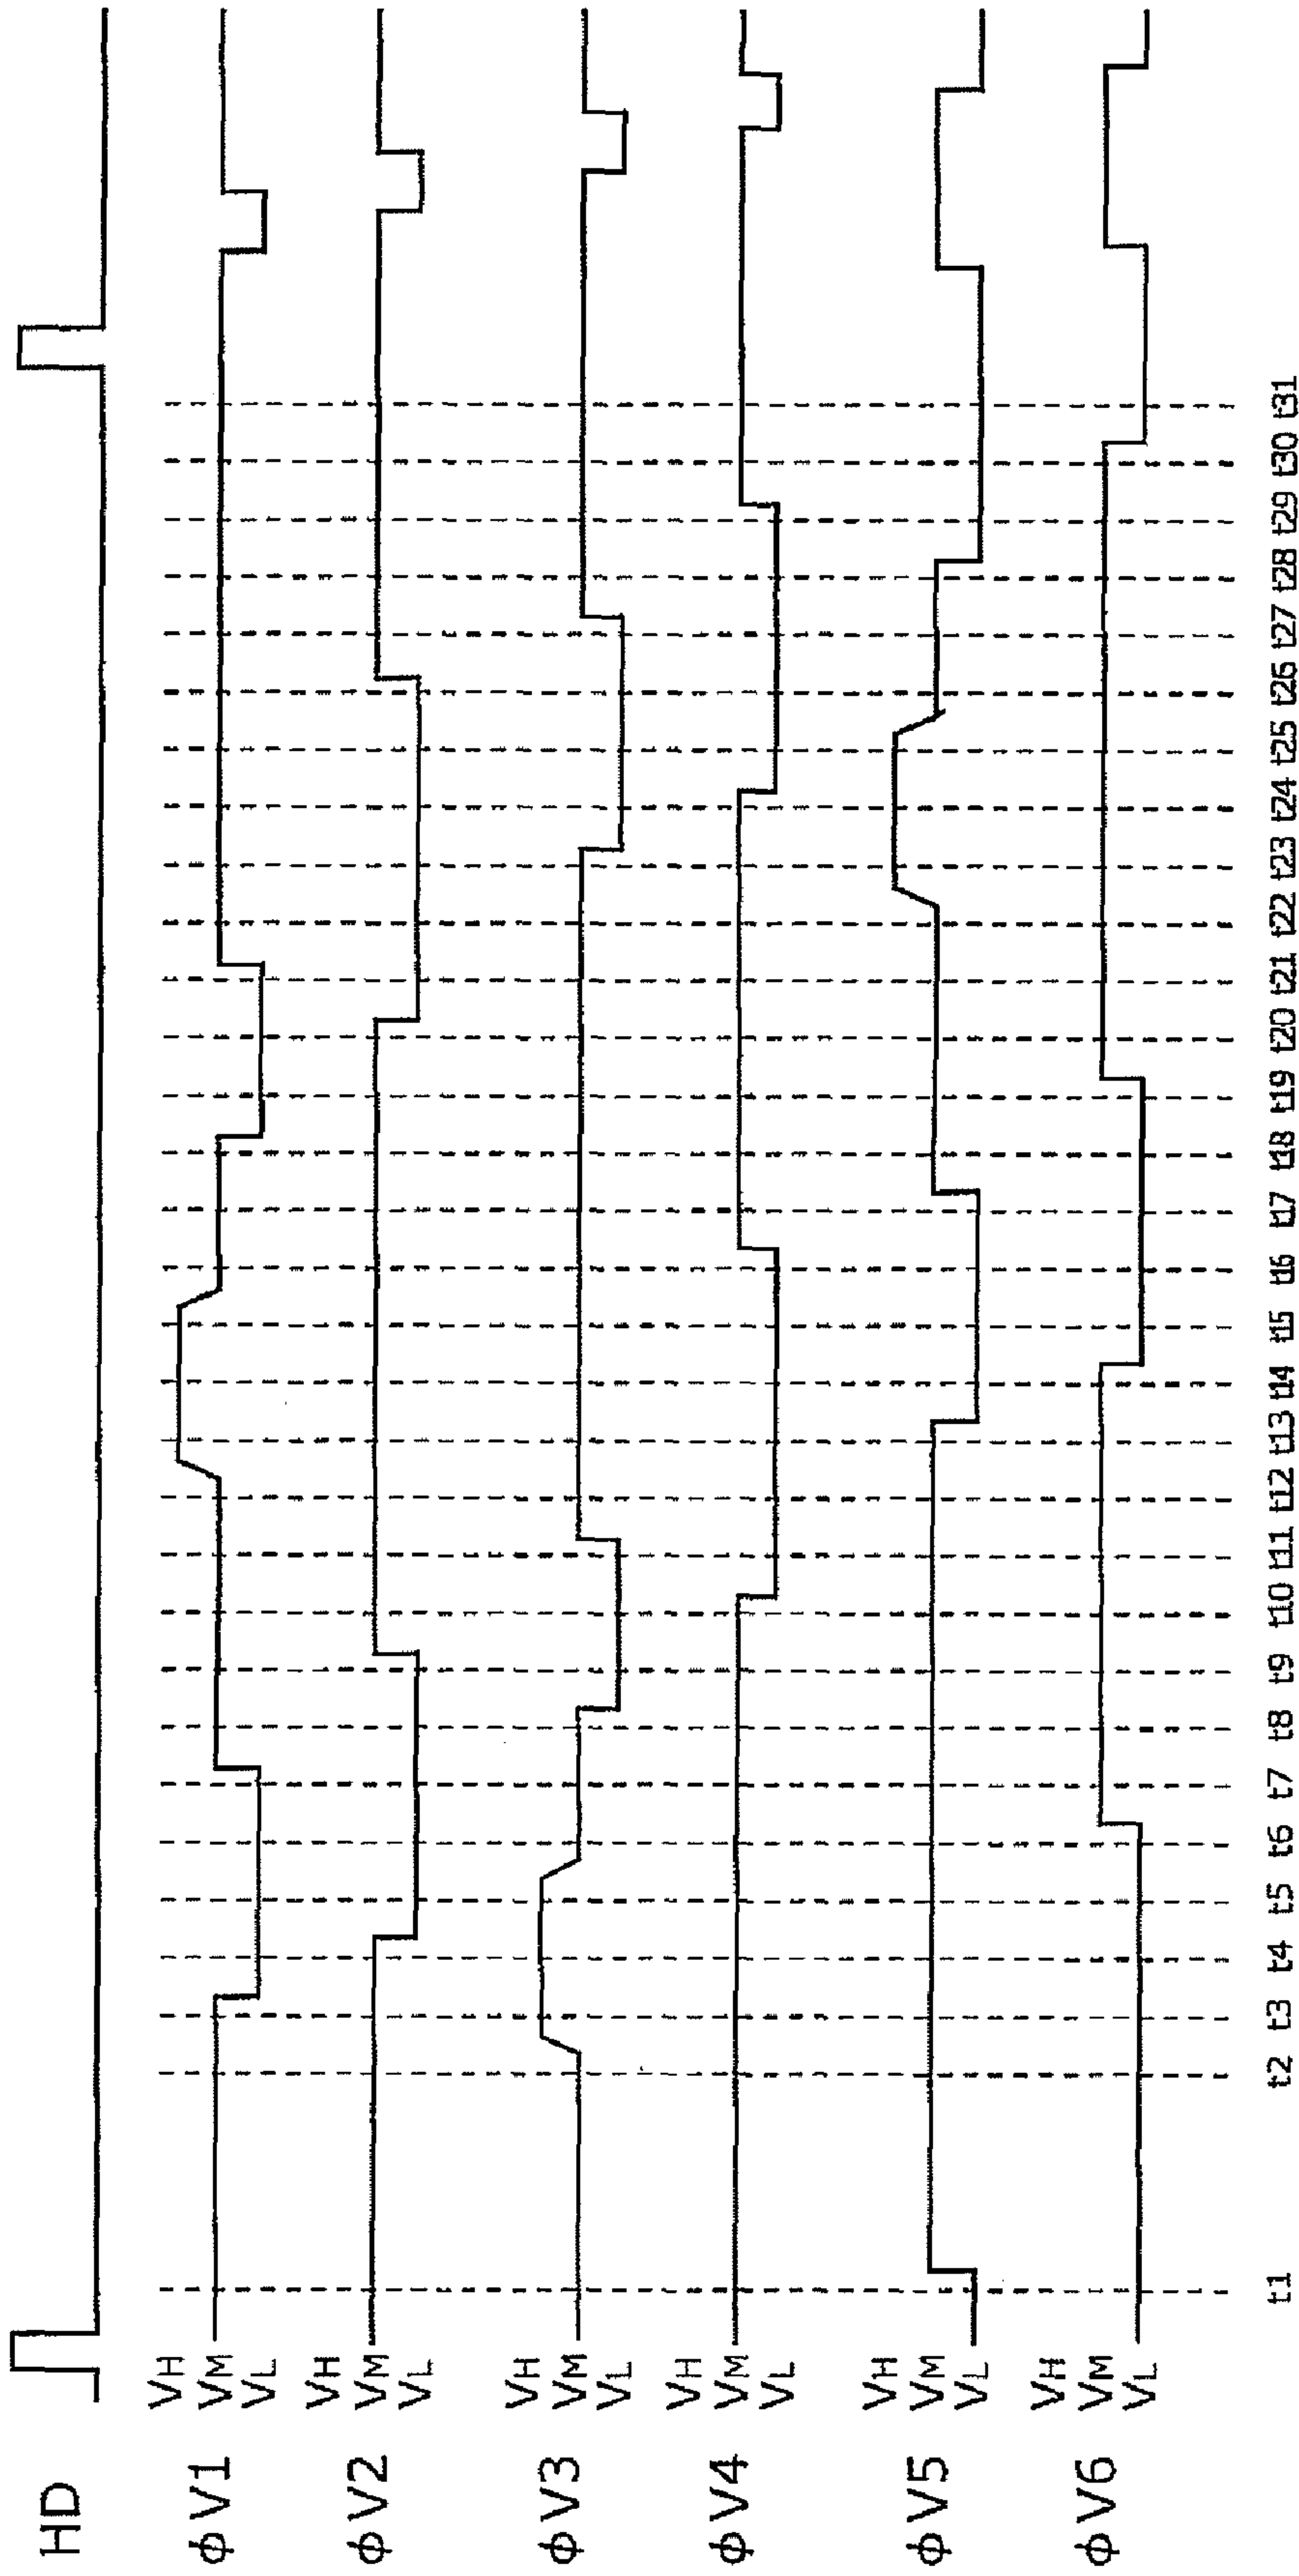 HD
φV1 VH
VM
VL
φV2 VH
VM
VL
φV3 VH
VM
VL
φV4 VH
VM
VL
φV5 VH
VM
VL
φV6 VH
VM
VL
t1 t2 t3 t4 t5 t6 t7 t8 t9 t10 t11 t12 t13 t14 t15 t16 t17 t18 t19 t20 t21 t22 t23 t24 t25 t26 t27 t28 t29 t30 t31